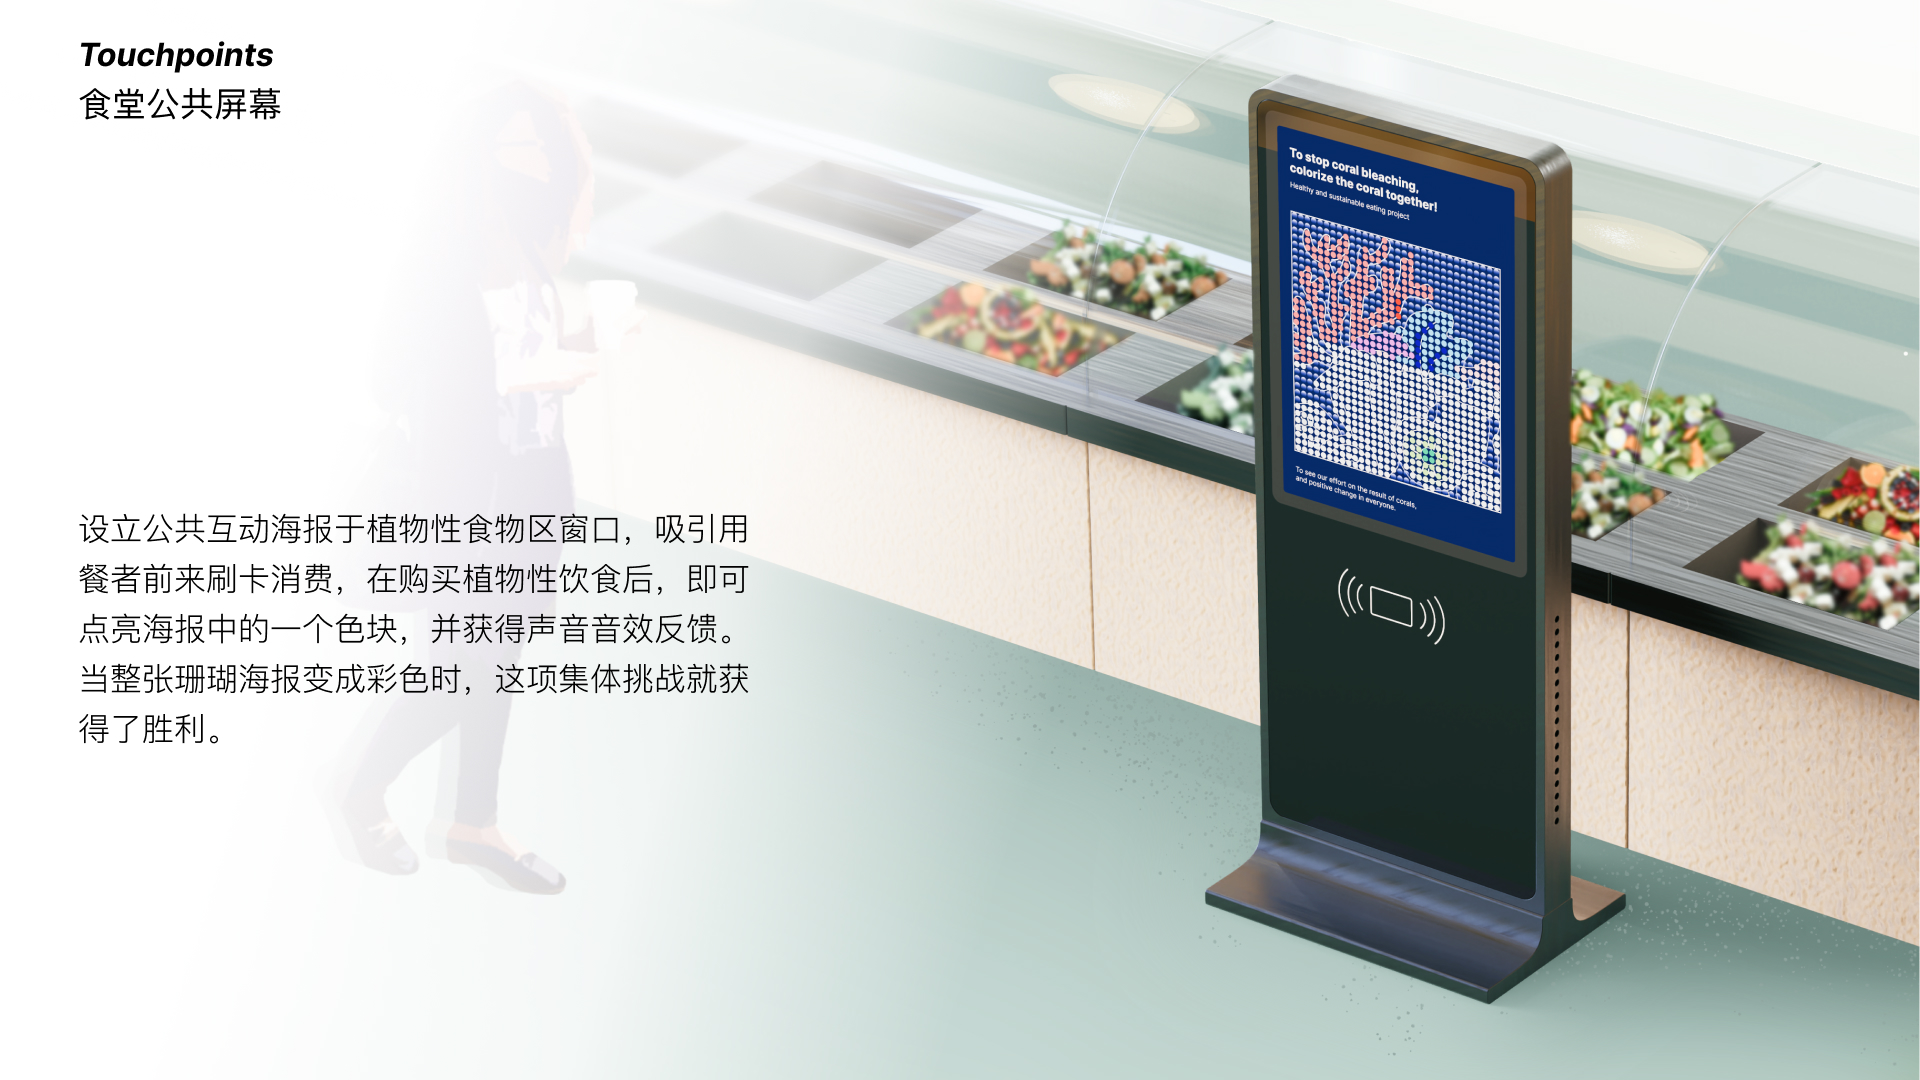 Touchpoints
食堂公共屏幕
设立公共互动海报于植物性食物区窗口，吸引用
餐者前来刷卡消费，在购买植物性饮食后，即可
点亮海报中的一个色块，并获得声音音效反馈。
当整张珊瑚海报变成彩色时，这项集体挑战就获
得了胜利。
To stop coral bleaching,
colorize the coral together!
Healthy and sustainable eating project
To see our effort on the result of corals,
and positive change in everyone.